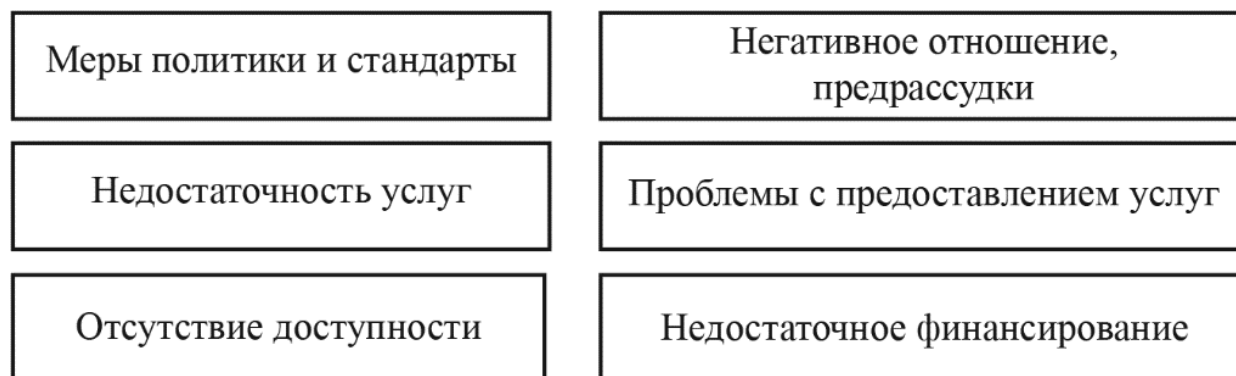 Меры политики и стандарты
Негативное отношение,
предрассудки
Недостаточность услуг
Проблемы с предоставлением услуг
Отсутствие доступности
Недостаточное финансирование